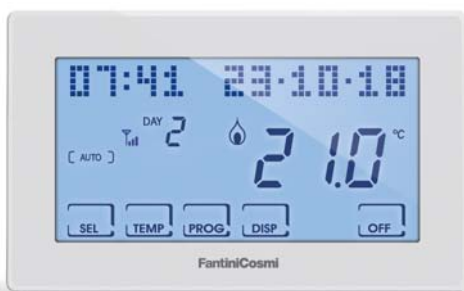 07:41 23·10·18
DAY 2
21.0 °C
[ AUTO ]
SEL TEMP PROG DISP OFF
FantiniCosmi